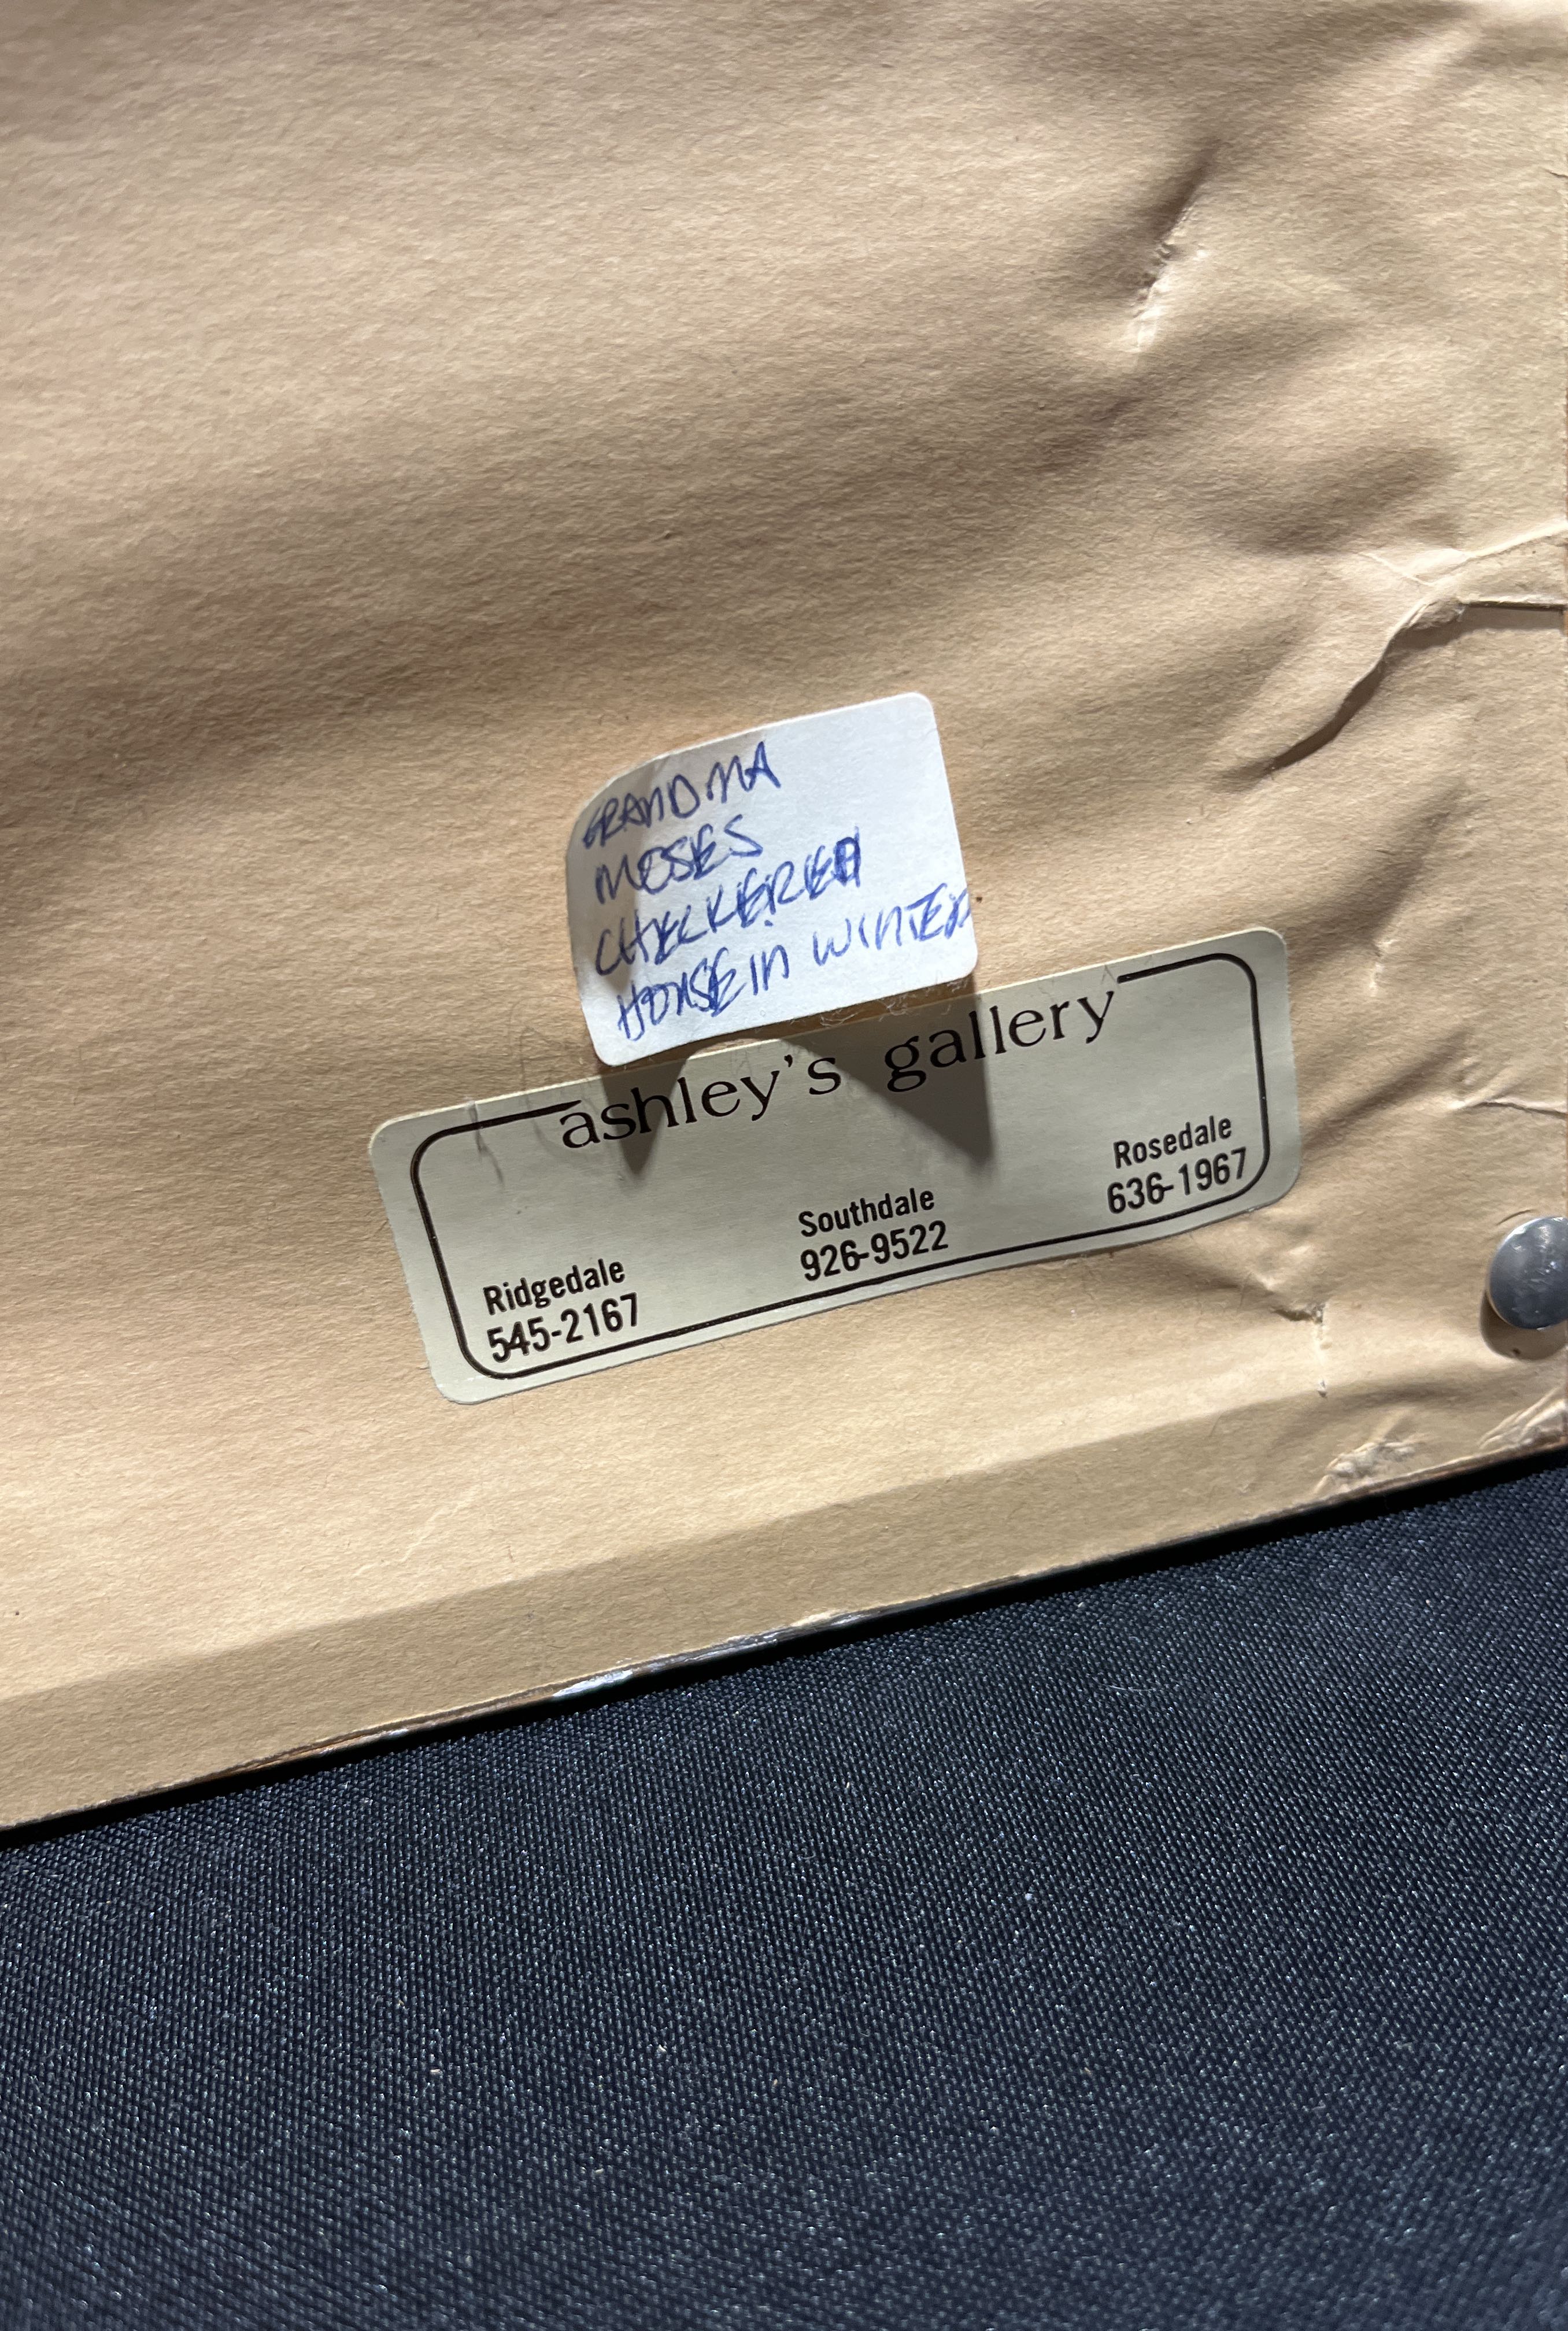 GRANDMA
MOSES
CHECKERED
HOUSE IN WINTER
ashley's gallery
Ridgedale
545-2167
Southdale
926-9522
Rosedale
636-1967